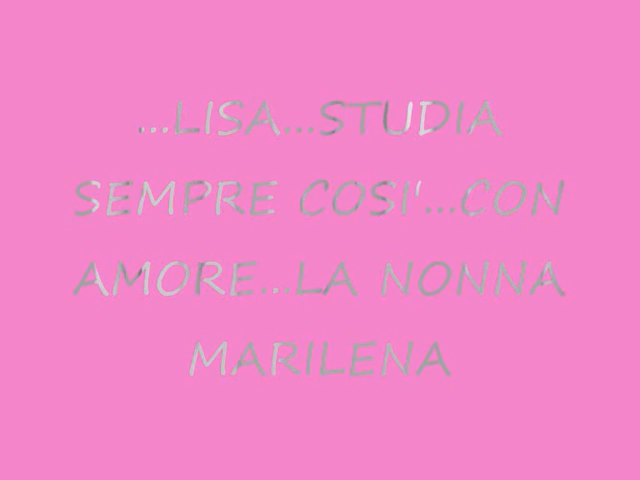 ...LISA...STUDIA
SEMPRE COSI'...CON
AMORE...LA NONNA
MARILENA